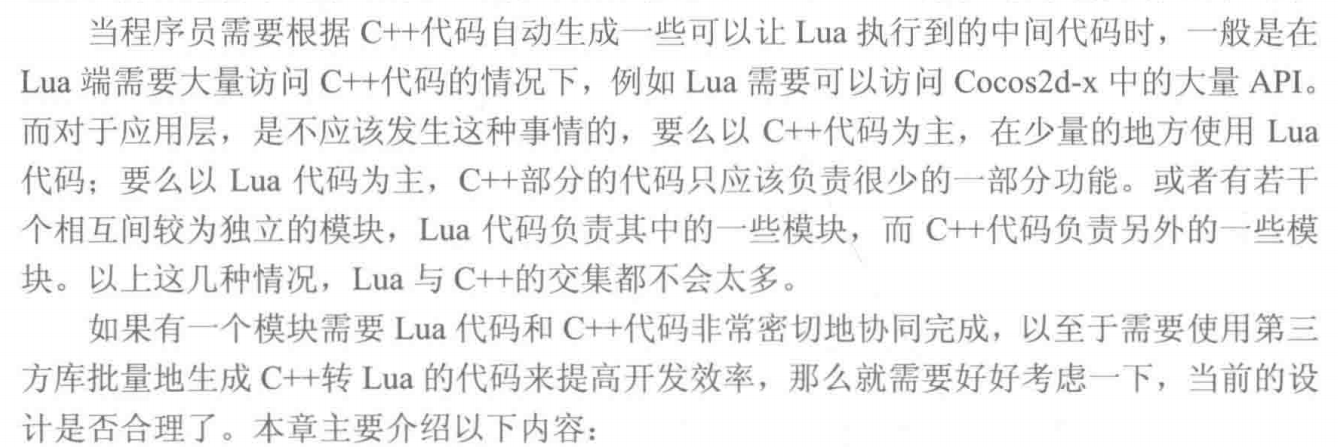 当程序员需要根据 C++代码自动生成一些可以让 Lua 执行到的中间代码时，一般是在
Lua 端需要大量访问 C++代码的情况下，例如 Lua 需要可以访问 Cocos2d-x 中的大量 API。
而对于应用层，是不应该发生这种事情的，要么以 C++代码为主，在少量的地方使用 Lua
代码；要么以 Lua 代码为主，C++部分的代码只应该负责很少的一部分功能。或者有若干
个相互间较为独立的模块，Lua 代码负责其中的一些模块，而 C++代码负责另外的一些模
块。以上这几种情况，Lua 与 C++的交集都不会太多。
如果有一个模块需要 Lua 代码和 C++代码非常密切地协同完成，以至于需要使用第三
方库批量地生成 C++转 Lua 的代码来提高开发效率，那么就需要好好考虑一下，当前的设
计是否合理了。本章主要介绍以下内容：